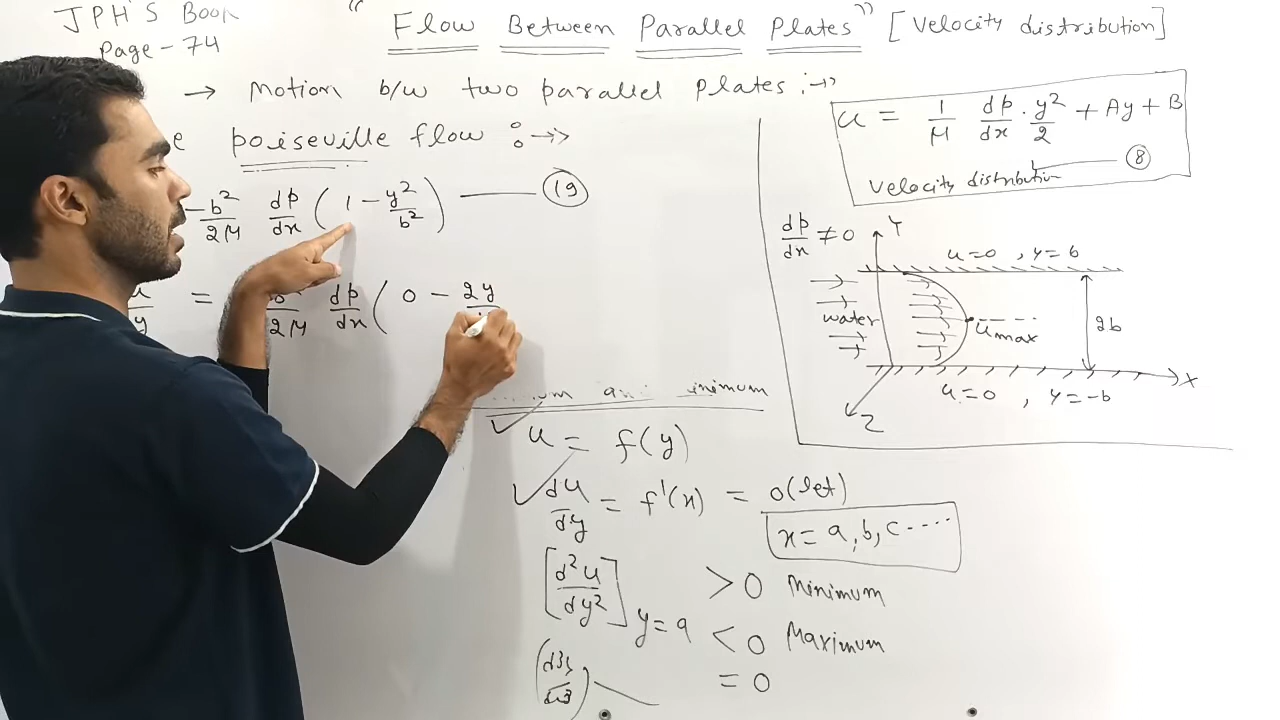 JPH'S Book
Page - 74
"Flow Between Parallel Plates" [Velocity distribution]
→ Motion b/w two parallel plates :→
poiseville flow :→
-b²/2μ dp/dx (1 - y²/b²) —— (19)
= 2μ dp/dx (0 - 2y
minimum
u = f(y)
du/dy = f'(x) = 0 (let)
x = a, b, c ....
[d²u/dy²] y=a > 0 Minimum
< 0 Maximum
= 0
u = 1/μ dp/dx . y²/2 + Ay + B
velocity distribution —— (8)
dp/dx ≠ 0
Y
u=0 , y=b
water
umax
2b
X
u=0 , y=-b
Z